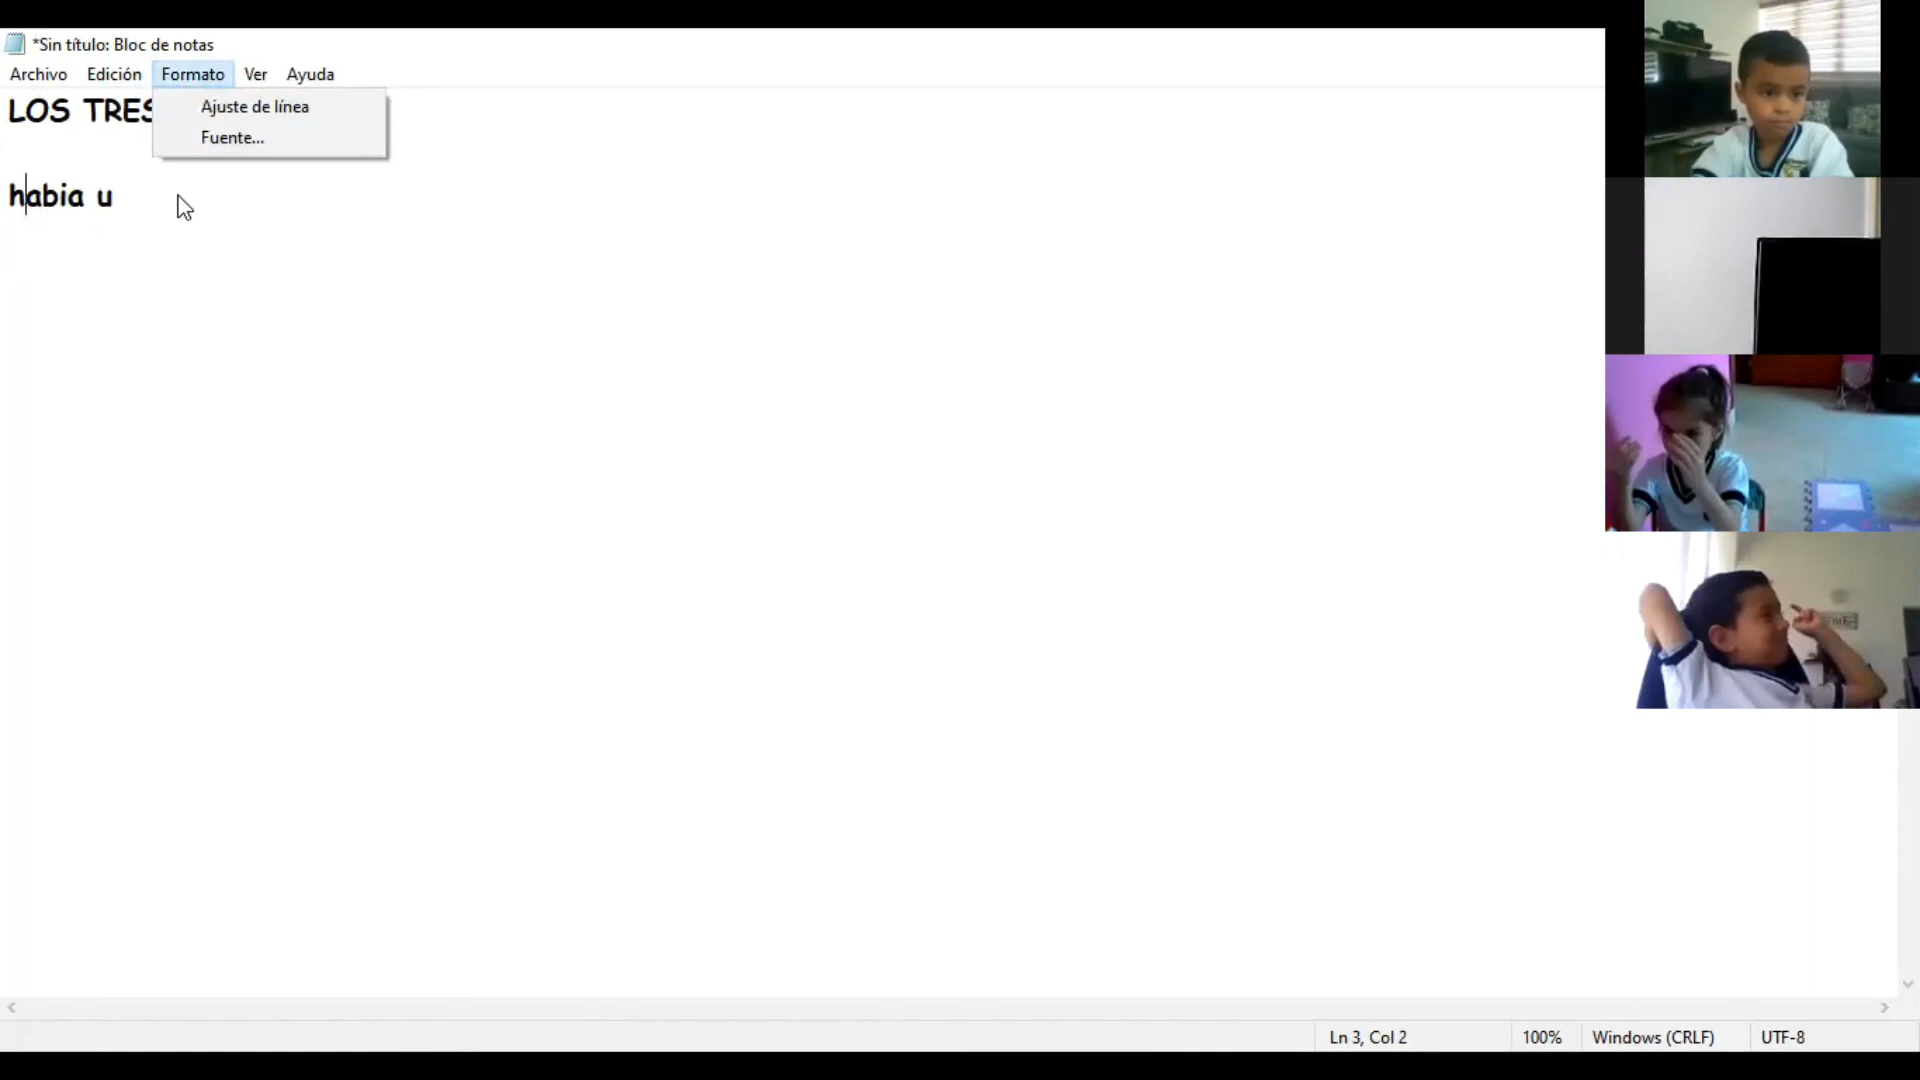 *Sin título: Bloc de notas
Archivo Edición Formato Ver Ayuda
LOS TRES
Ajuste de línea
Fuente...
habia u
Ln 3, Col 2 100% Windows (CRLF) UTF-8